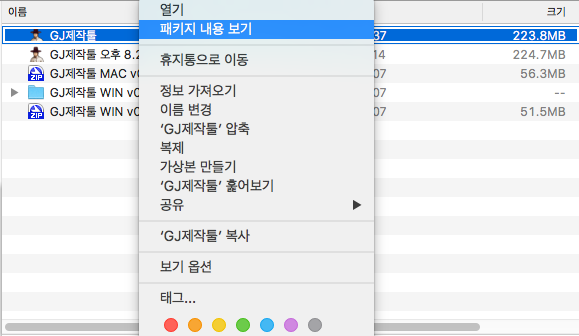 이름
크기
GJ제작툴
37
223.8MB
GJ제작툴 오후 8.2
14
224.7MB
GJ제작툴 MAC v0
07
56.3MB
GJ제작툴 WIN v0
07
--
GJ제작툴 WIN v0
07
51.5MB
열기
패키지 내용 보기
휴지통으로 이동
정보 가져오기
이름 변경
‘GJ제작툴’ 압축
복제
가상본 만들기
‘GJ제작툴’ 훑어보기
공유
‘GJ제작툴’ 복사
보기 옵션
태그...
ZIP
ZIP